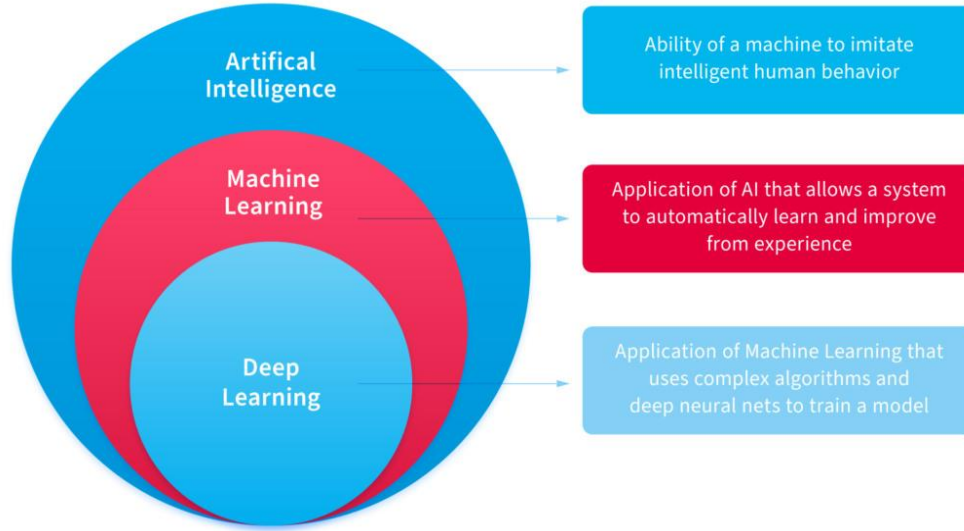 Artifical
Intelligence
Ability of a machine to imitate
intelligent human behavior
Machine
Learning
Application of AI that allows a system
to automatically learn and improve
from experience
Deep
Learning
Application of Machine Learning that
uses complex algorithms and
deep neural nets to train a model